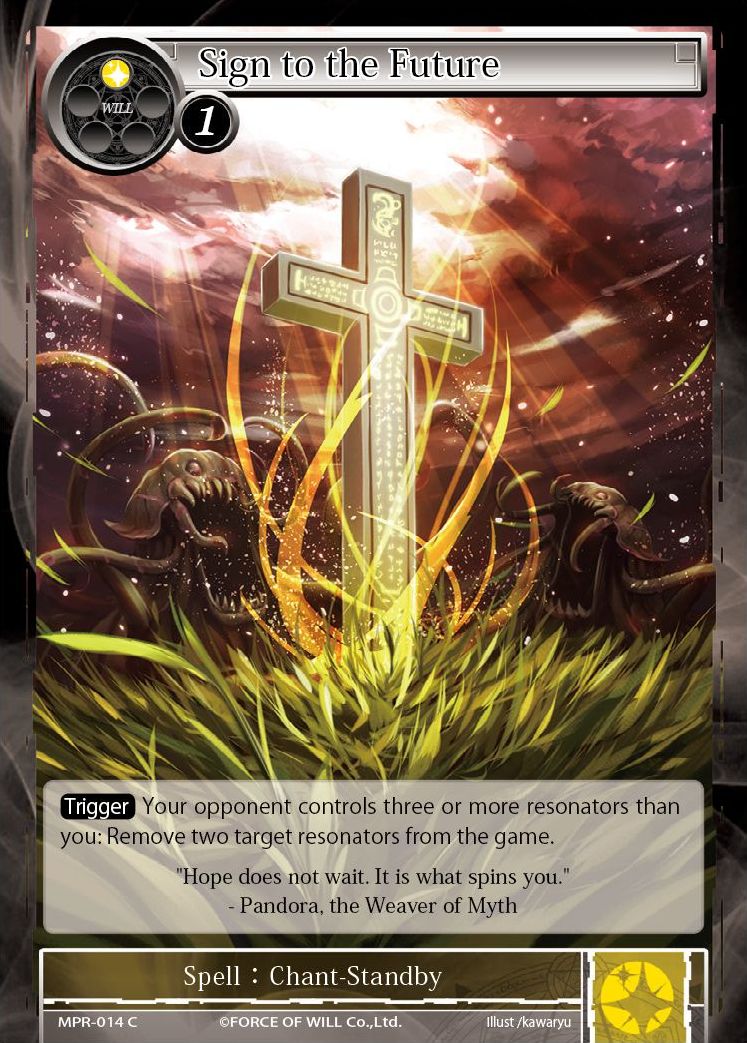 Sign to the Future
WILL
1
Trigger Your opponent controls three or more resonators than
you: Remove two target resonators from the game.
"Hope does not wait. It is what spins you."
- Pandora, the Weaver of Myth
Spell : Chant-Standby
MPR-014 C ©FORCE OF WILL Co.,Ltd. Illust /kawaryu